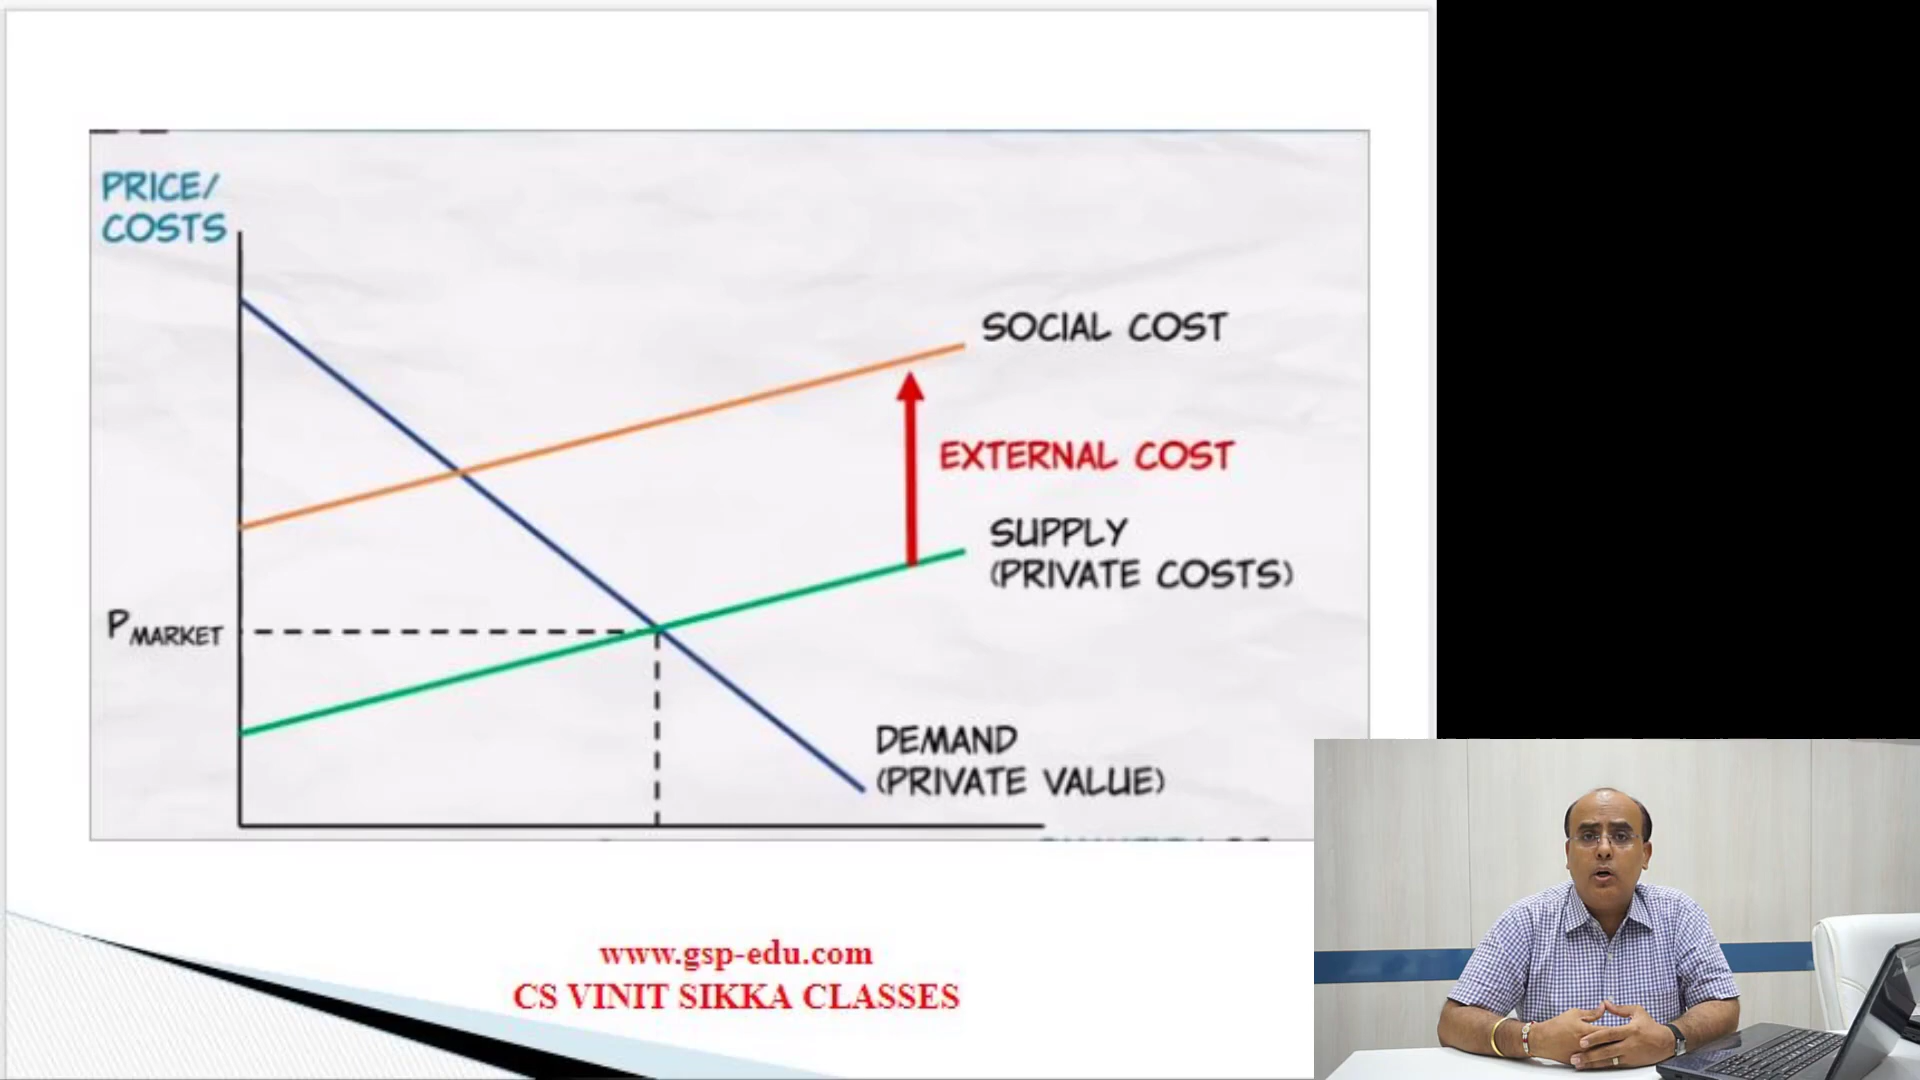 PRICE/
COSTS
SOCIAL COST
EXTERNAL COST
SUPPLY
(PRIVATE COSTS)
PMARKET
DEMAND
(PRIVATE VALUE)
www.gsp-edu.com
CS VINIT SIKKA CLASSES